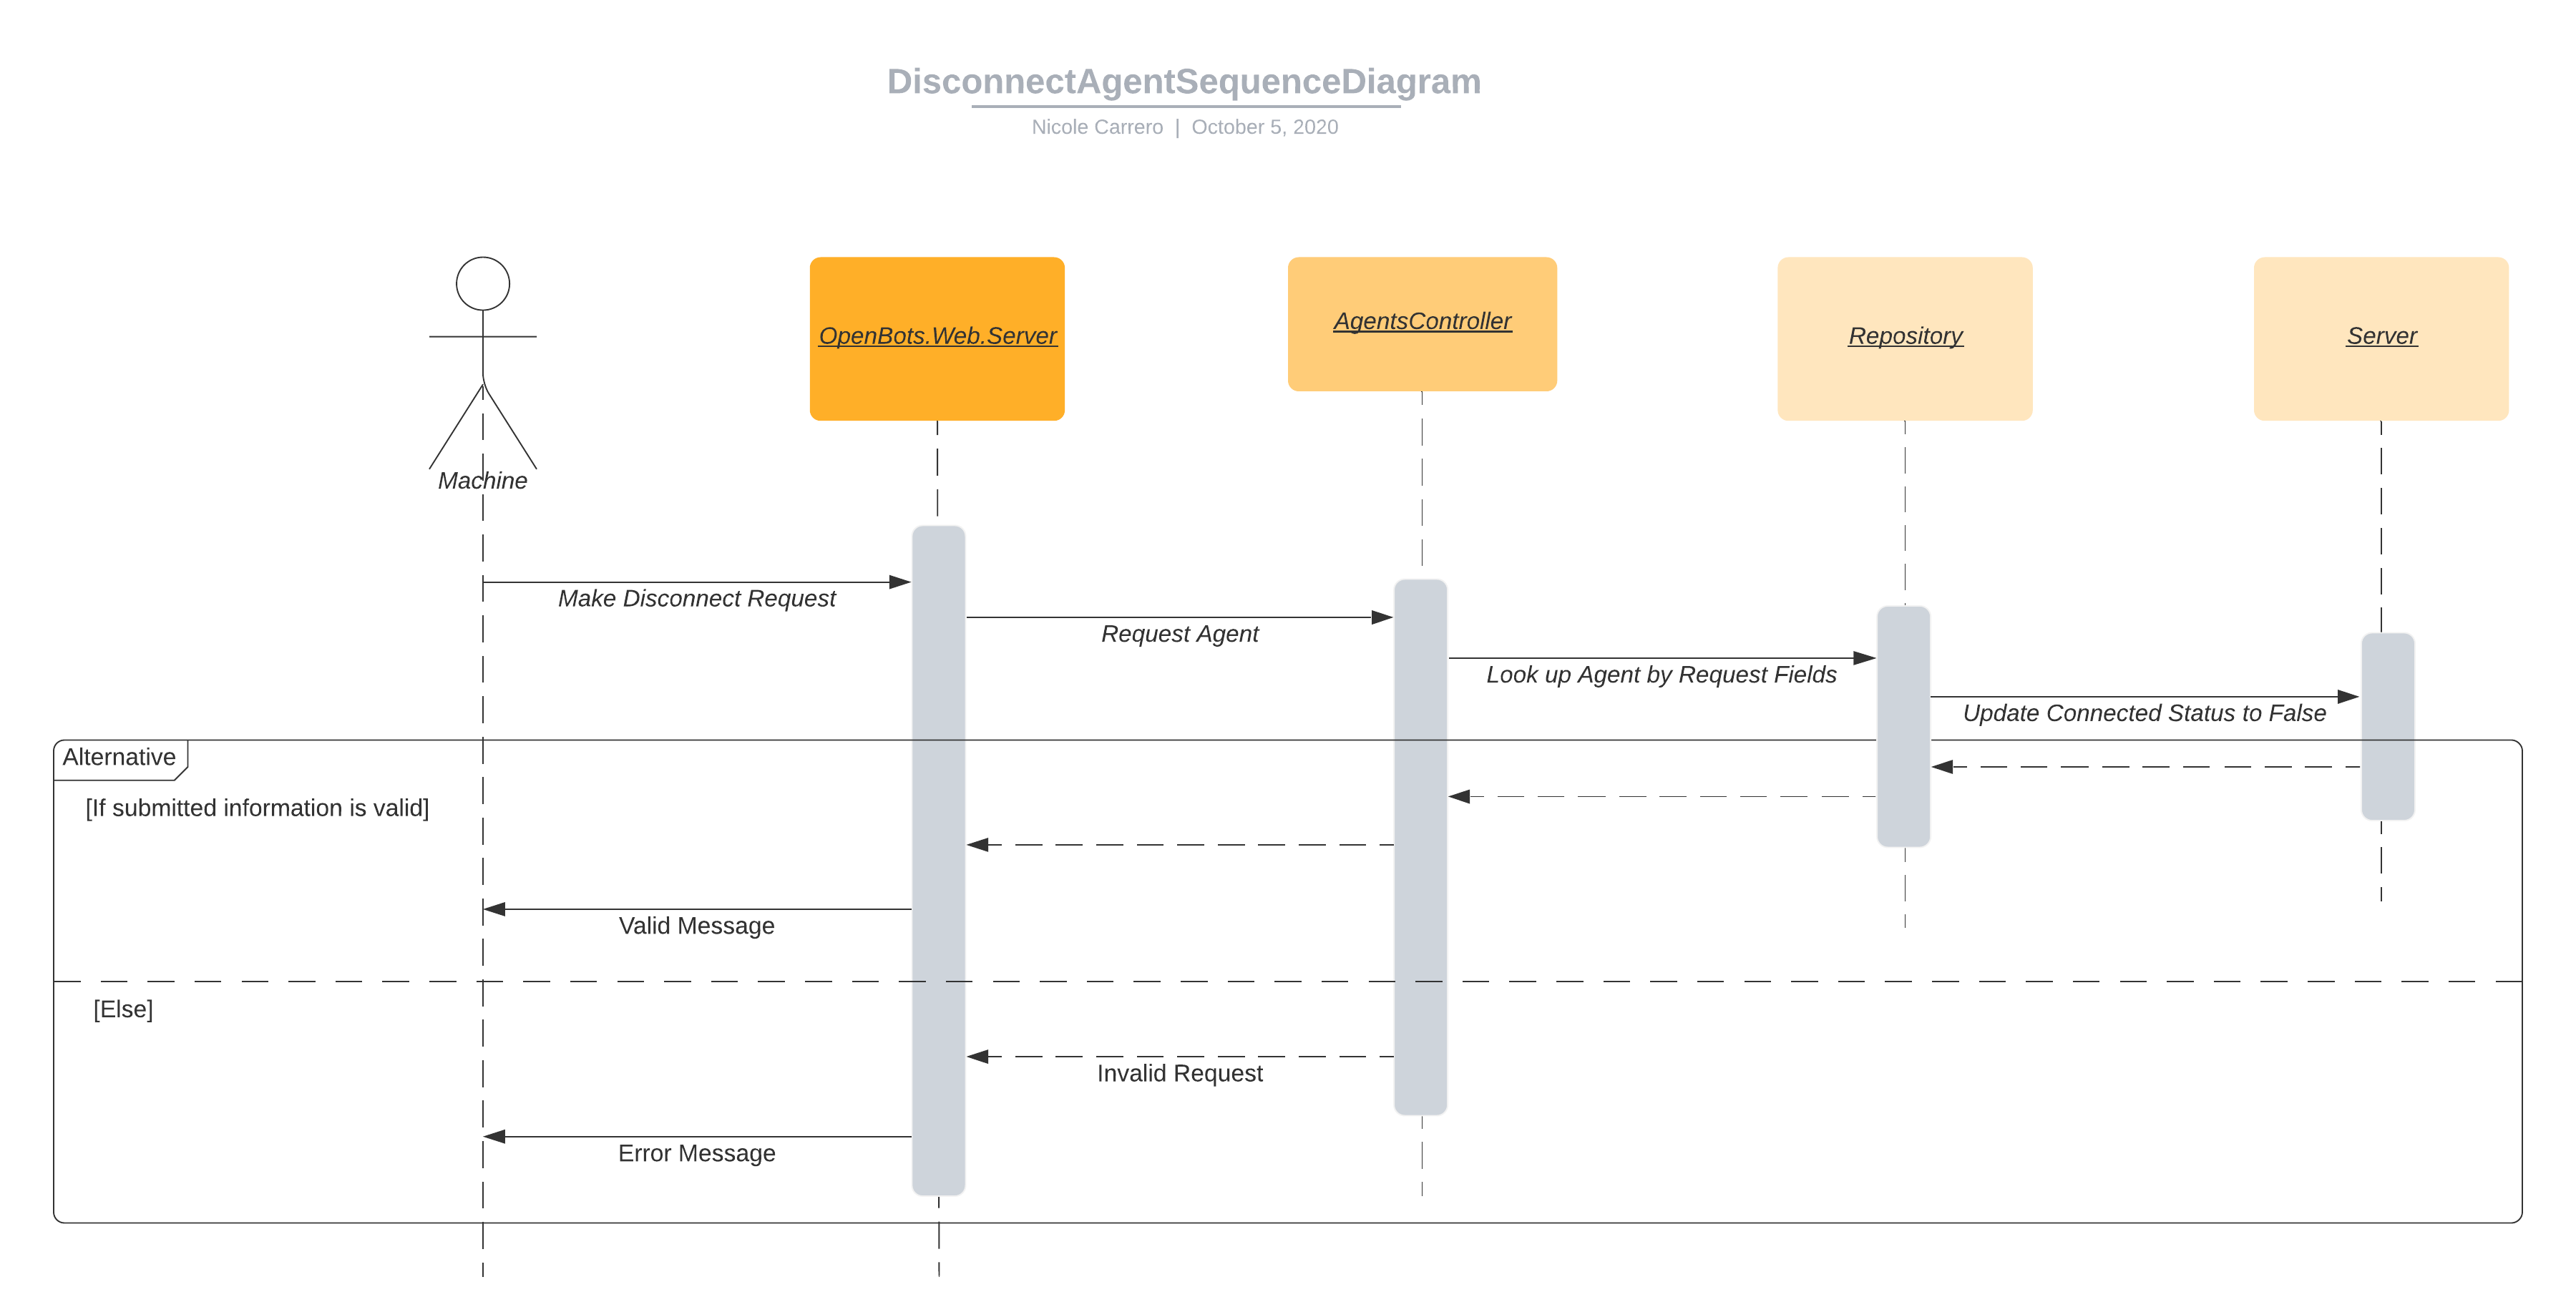 DisconnectAgentSequenceDiagram
Nicole Carrero | October 5, 2020
OpenBots.Web.Server
AgentsController
Repository
Server
Machine
Make Disconnect Request
Request Agent
Look up Agent by Request Fields
Update Connected Status to False
Alternative
[If submitted information is valid]
Valid Message
[Else]
Invalid Request
Error Message